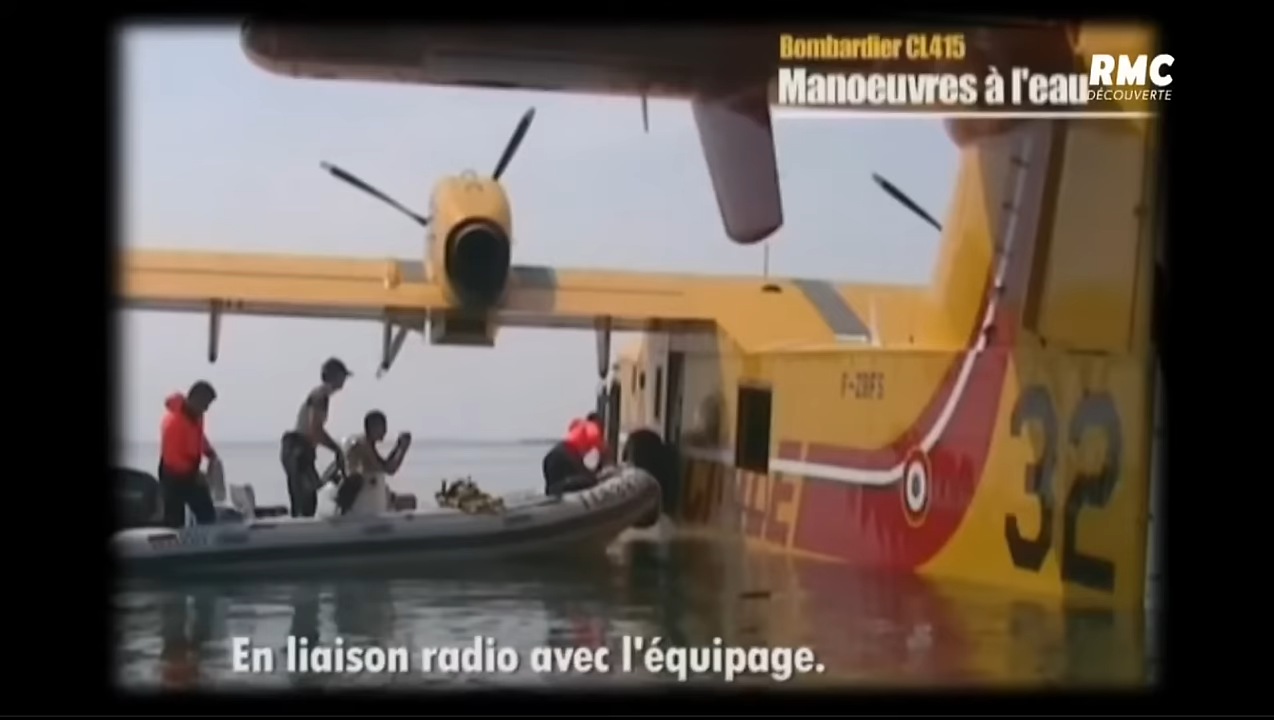 Bombardier CL415
Manoeuvres à l'eau
RMC
DÉCOUVERTE
F-ZBFS
32
En liaison radio avec l'équipage.